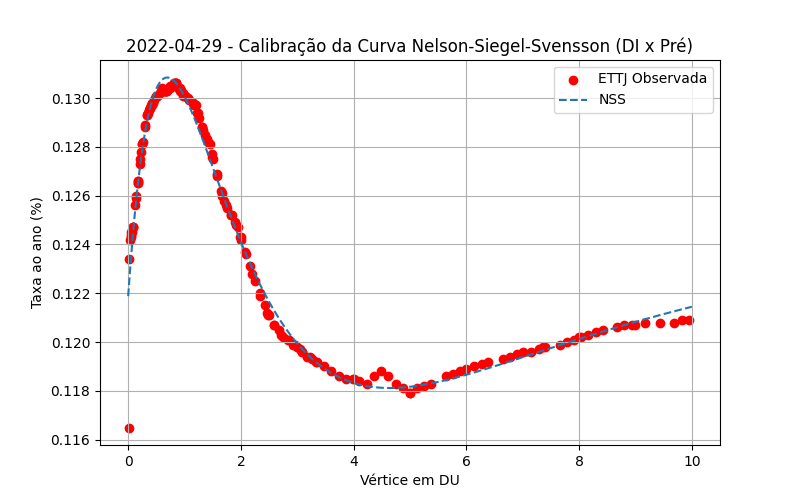 2022-04-29 - Calibração da Curva Nelson-Siegel-Svensson (DI x Pré)
ETTJ Observada
NSS
Taxa ao ano (%)
0.130
0.128
0.126
0.124
0.122
0.120
0.118
0.116
0 2 4 6 8 10
Vértice em DU